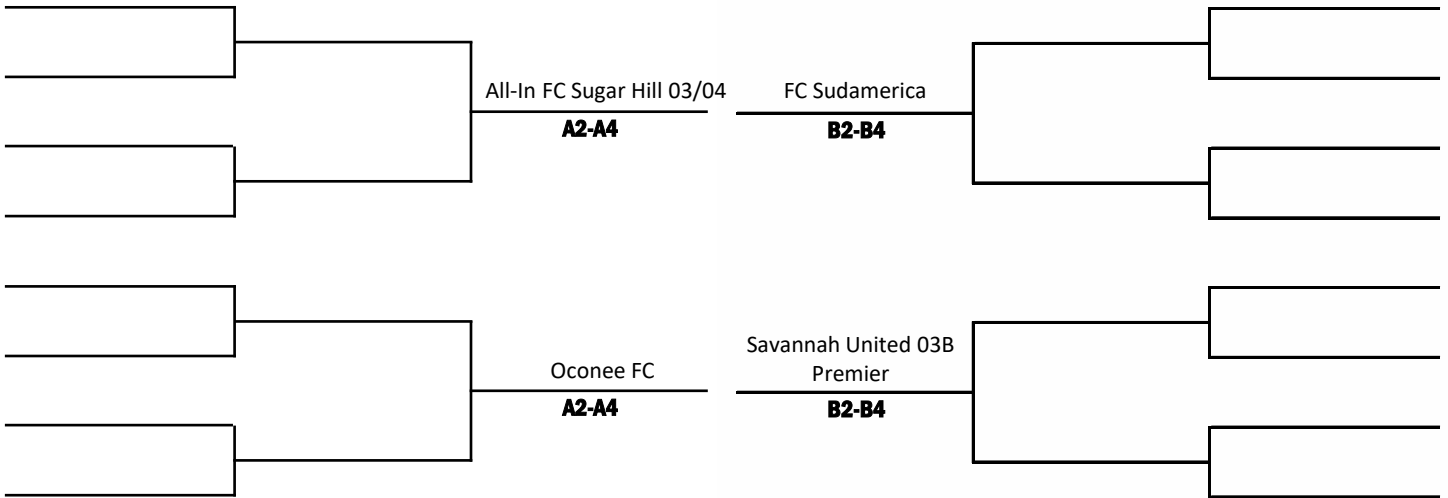 All-In FC Sugar Hill 03/04
A2-A4
FC Sudamerica
B2-B4
Oconee FC
A2-A4
Savannah United 03B
Premier
B2-B4